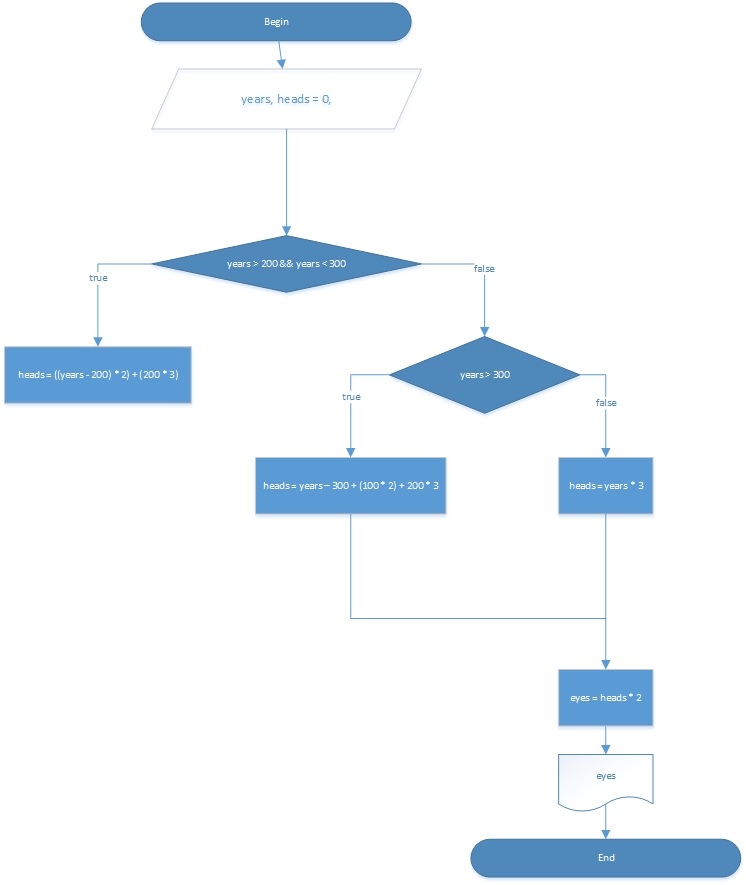 Begin
years, heads = 0,
years > 200 && years < 300
true
false
heads = ((years - 200) * 2) + (200 * 3)
years > 300
true
false
heads = years – 300 + (100 * 2) + 200 * 3
heads = years * 3
eyes = heads * 2
eyes
End